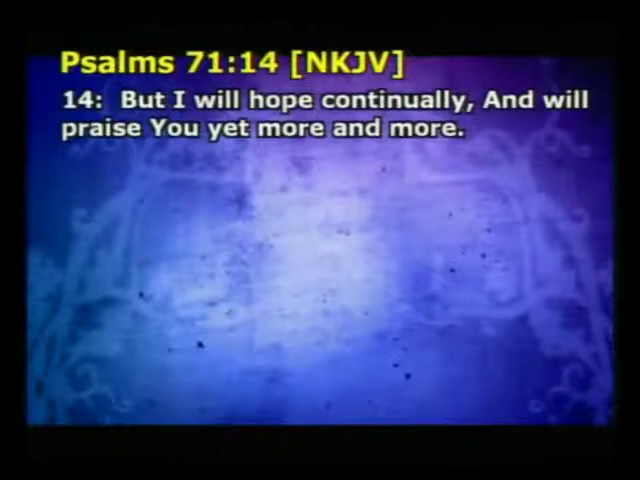 Psalms 71:14 [NKJV]
14:  But I will hope continually, And will
praise You yet more and more.